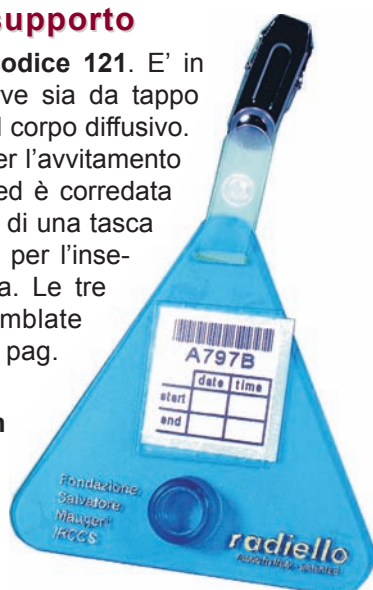 supporto
codice 121. E’ in
ve sia da tappo
l corpo diffusivo.
er l’avvitamento
ed è corredata
di una tasca
per l’inse-
a. Le tre
mblate
pag.
n
A797B
date time
start
end
Fondazione
Salvatore
Maugeri
IRCCS
radiello